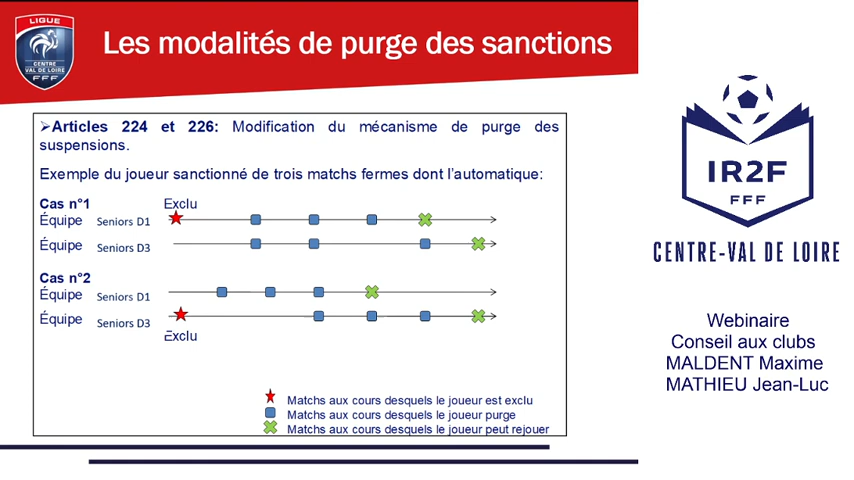 LIGUE
CENTRE
VAL DE LOIRE
FFF
Les modalités de purge des sanctions
➢Articles 224 et 226: Modification du mécanisme de purge des
suspensions.
Exemple du joueur sanctionné de trois matchs fermes dont l'automatique:
Cas n°1
Exclu
Équipe Seniors D1
Équipe Seniors D3
Cas n°2
Équipe Seniors D1
Équipe Seniors D3
Exclu
Matchs aux cours desquels le joueur est exclu
Matchs aux cours desquels le joueur purge
Matchs aux cours desquels le joueur peut rejouer
IR2F
FFF
CENTRE-VAL DE LOIRE
Webinaire
Conseil aux clubs
MALDENT Maxime
MATHIEU Jean-Luc